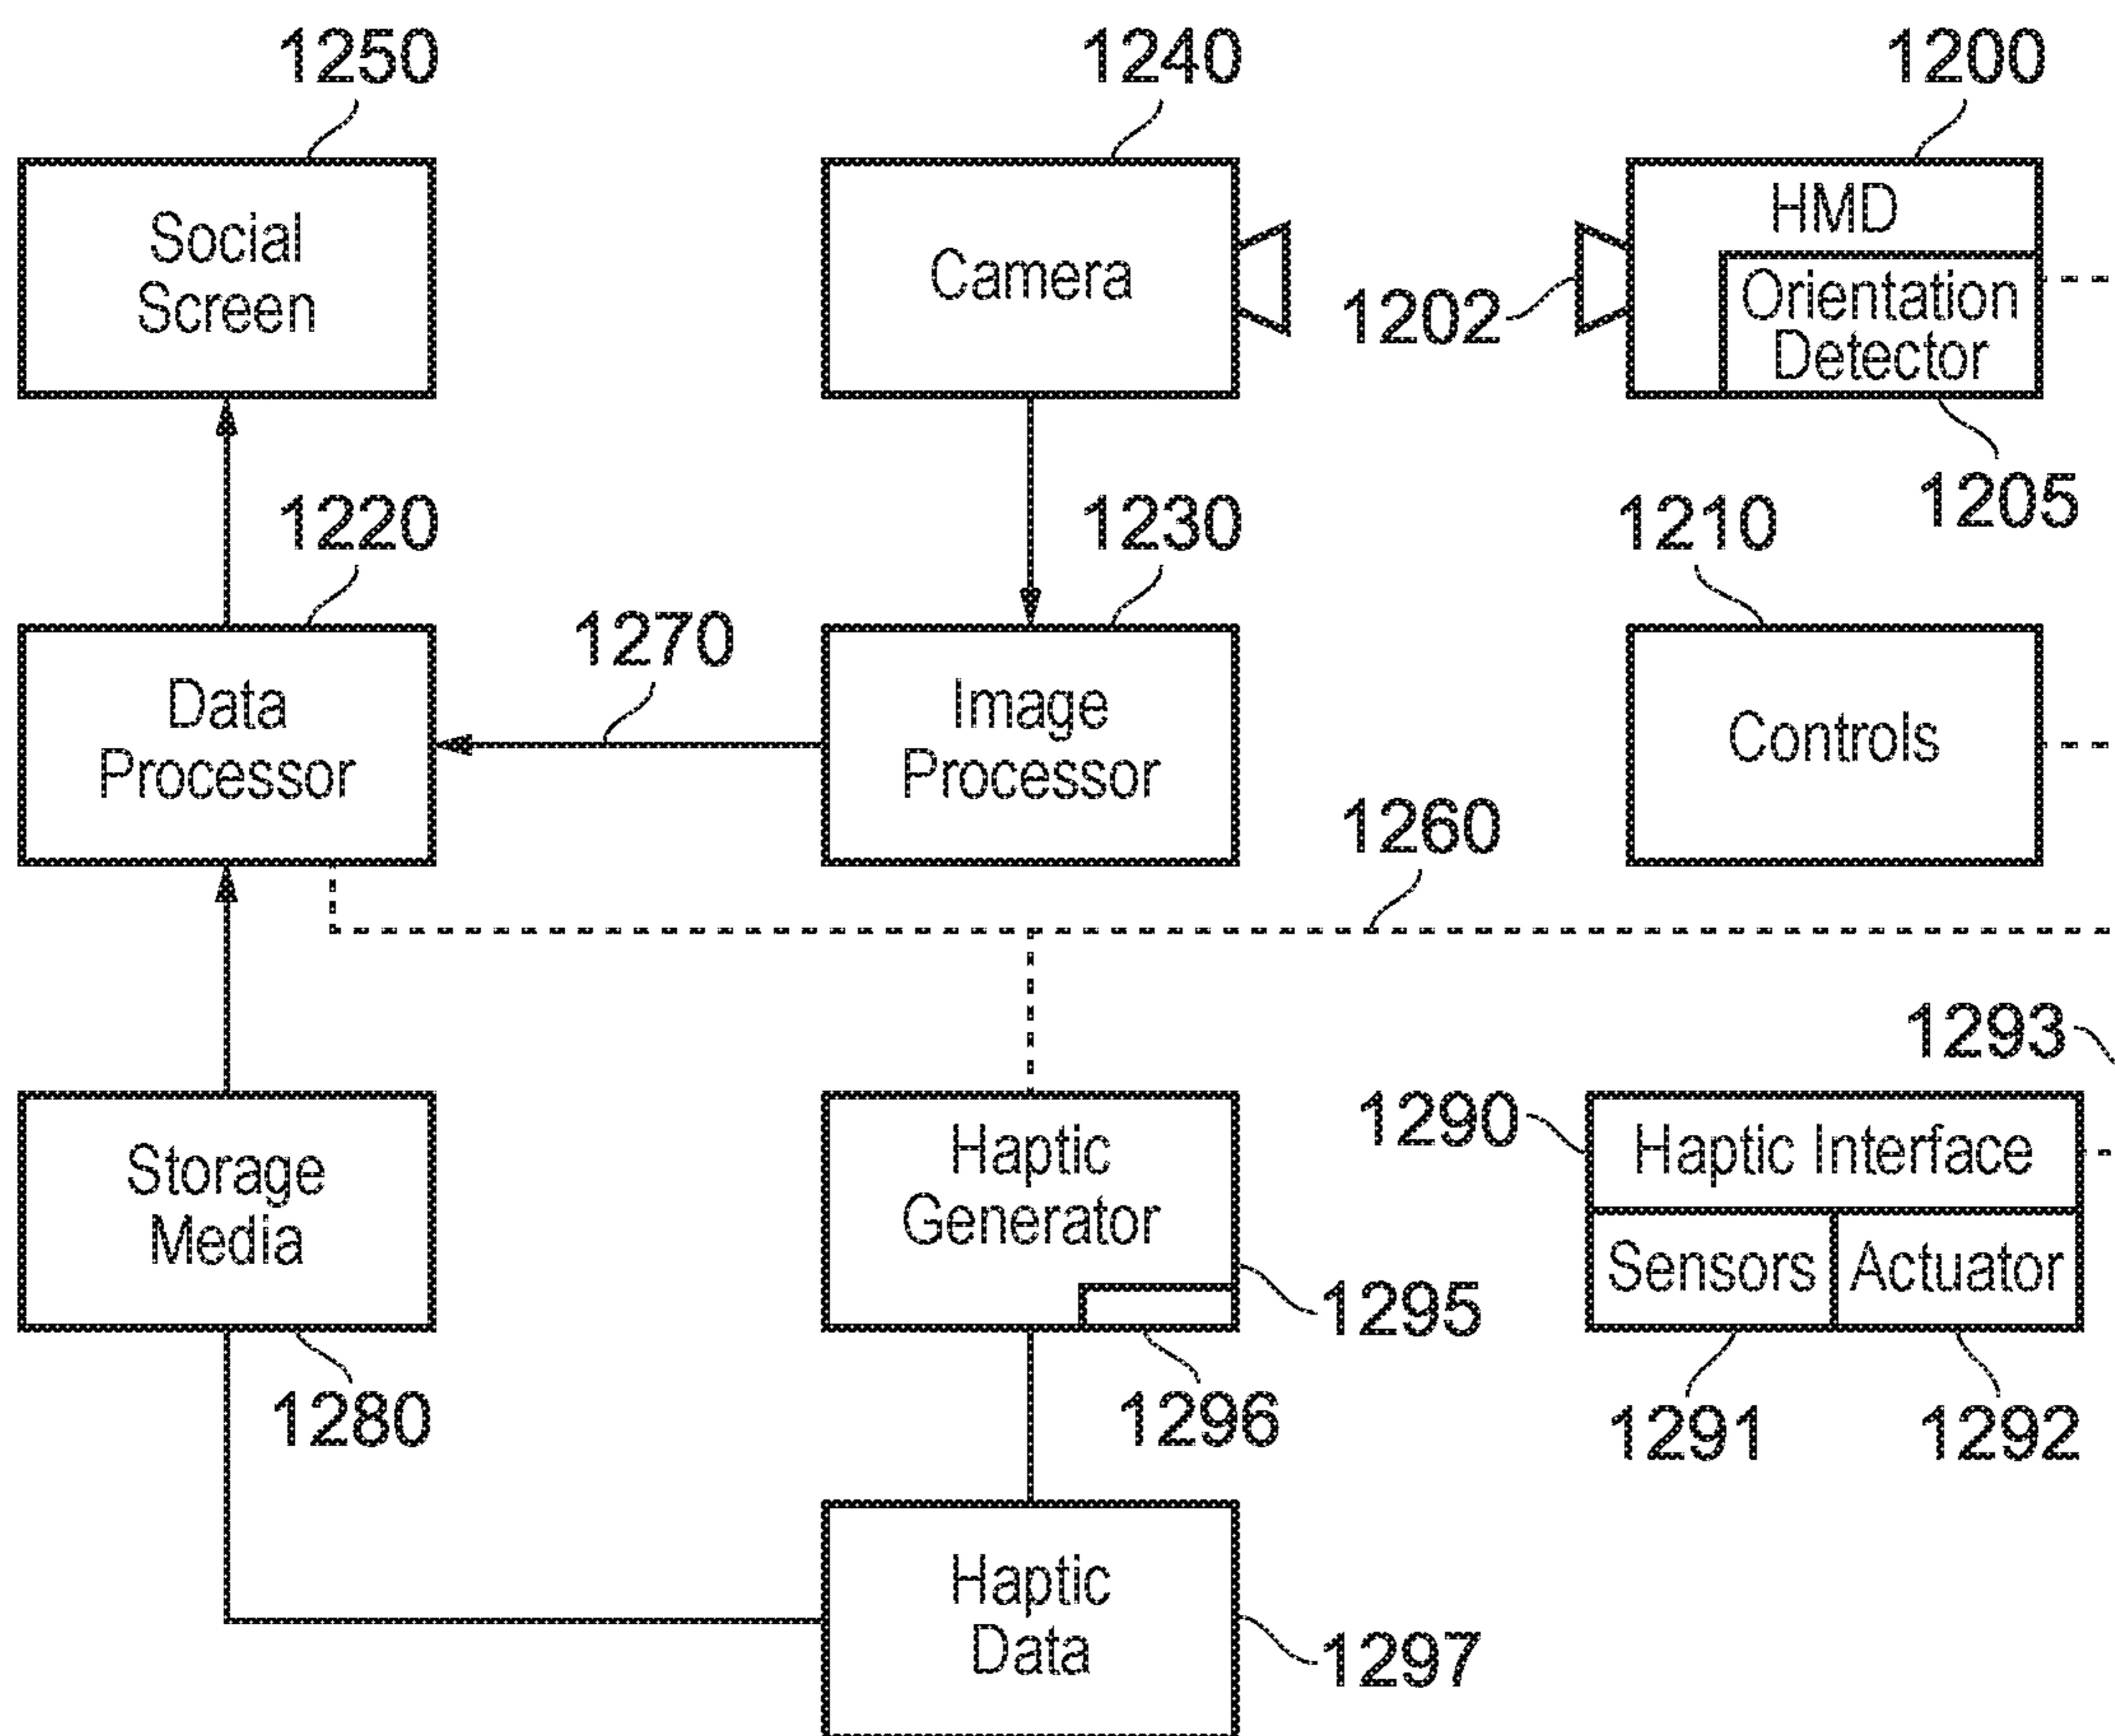 1250
1240
1200
Social
Screen
Camera
1202
HMD
Orientation
Detector
1205
1220
1270
1230
1210
Data
Processor
Image
Processor
Controls
1260
1293
Storage
Media
Haptic
Generator
1290
Haptic Interface
Sensors
Actuator
1295
1280
1296
1291
1292
Haptic
Data
1297